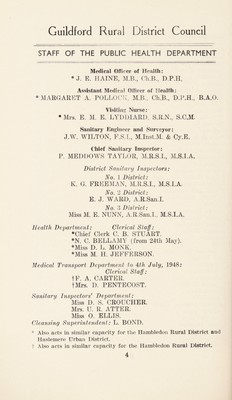 Guildford Rural District Council
STAFF OF THE PUBLIC HEALTH DEPARTMENT
Medical Officer of Health:
* J. E. HAINE, M.B., Ch.B., D.P.H.
Assistant Medical Officer of Health:
* MARGARET A. POLLOCK, M.B., Ch.B., D.P.H., B.A.O.
Visiting Nurse:
* Mrs. E. M. E. LYDDIARD, S.R.N., S.C.M.
Sanitary Engineer and Surveyor:
J.W. WILTON, F.S.I., M.Inst.M. & Cy.E.
Chief Sanitary Inspector:
P. MEDDOWS TAYLOR, M.R.S.I., M.S.I.A.
District Sanitary Inspectors:
No. 1 District:
K. G. FREEMAN, M.R.S.I., M.S.I.A.
No. 2 District:
E. J. WARD, A.R.San.I.
No. 3 District:
Miss M. E. NUNN, A.R.San.I., M.S.I.A.
Health Department: Clerical Staff:
*Chief Clerk C. B. STUART.
*N. C. BELLAMY (from 24th May).
*Miss D. L. MONK.
*Miss M. H. JEFFERSON.
Medical Transport Department to 4th July, 1948:
Clerical Staff:
†F. A. CARTER.
†Mrs. D. PENTECOST.
Sanitary Inspectors' Department:
Miss D. S. CROUCHER.
Mrs. U. R. ATTER.
Miss O. ELLIS.
Cleansing Superintendent: L. BOND.
* Also acts in similar capacity for the Hambledon Rural District and
Haslemere Urban District.
† Also acts in similar capacity for the Hambledon Rural District.
4